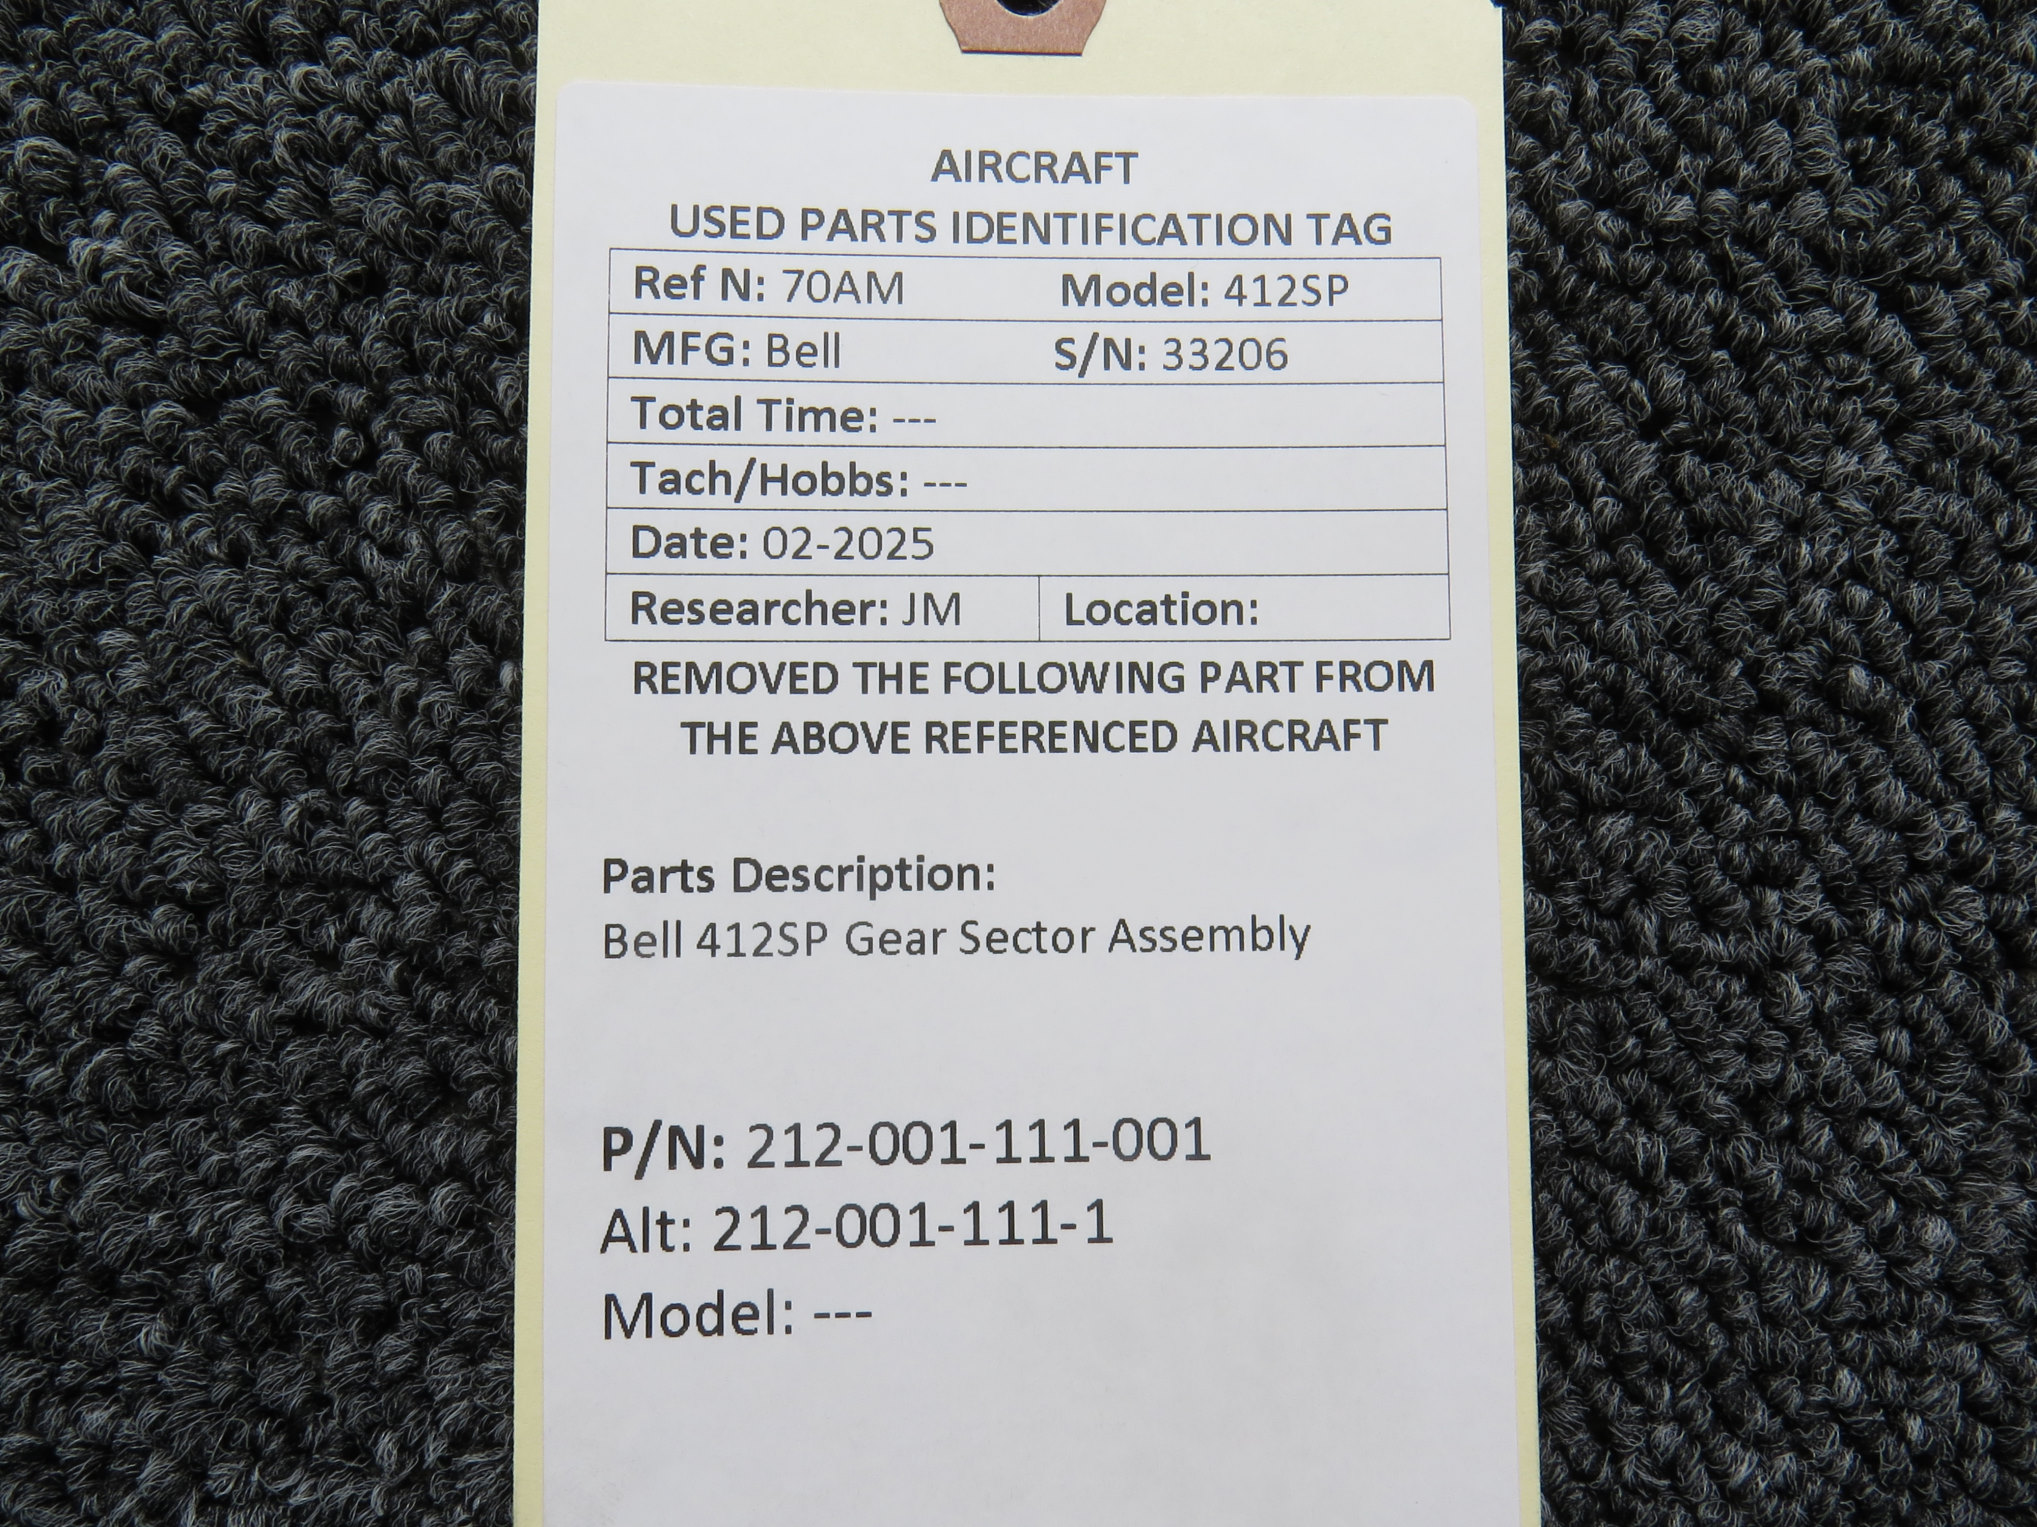 AIRCRAFT
USED PARTS IDENTIFICATION TAG
Ref N: 70AM Model: 412SP
MFG: Bell S/N: 33206
Total Time: ---
Tach/Hobbs: ---
Date: 02-2025
Researcher: JM Location:
REMOVED THE FOLLOWING PART FROM
THE ABOVE REFERENCED AIRCRAFT
Parts Description:
Bell 412SP Gear Sector Assembly
P/N: 212-001-111-001
Alt: 212-001-111-1
Model: ---